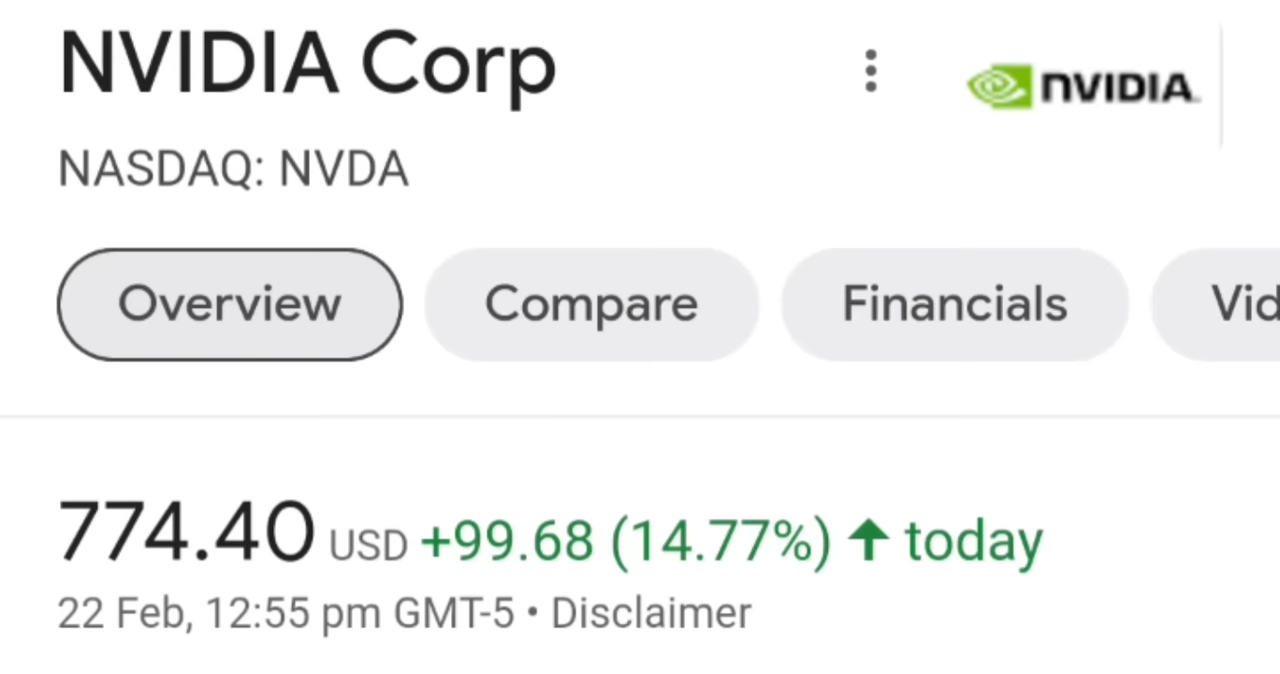 NVIDIA Corp
NVIDIA
NASDAQ: NVDA
Overview Compare Financials Vid
774.40 USD +99.68 (14.77%) ↑ today
22 Feb, 12:55 pm GMT-5 • Disclaimer